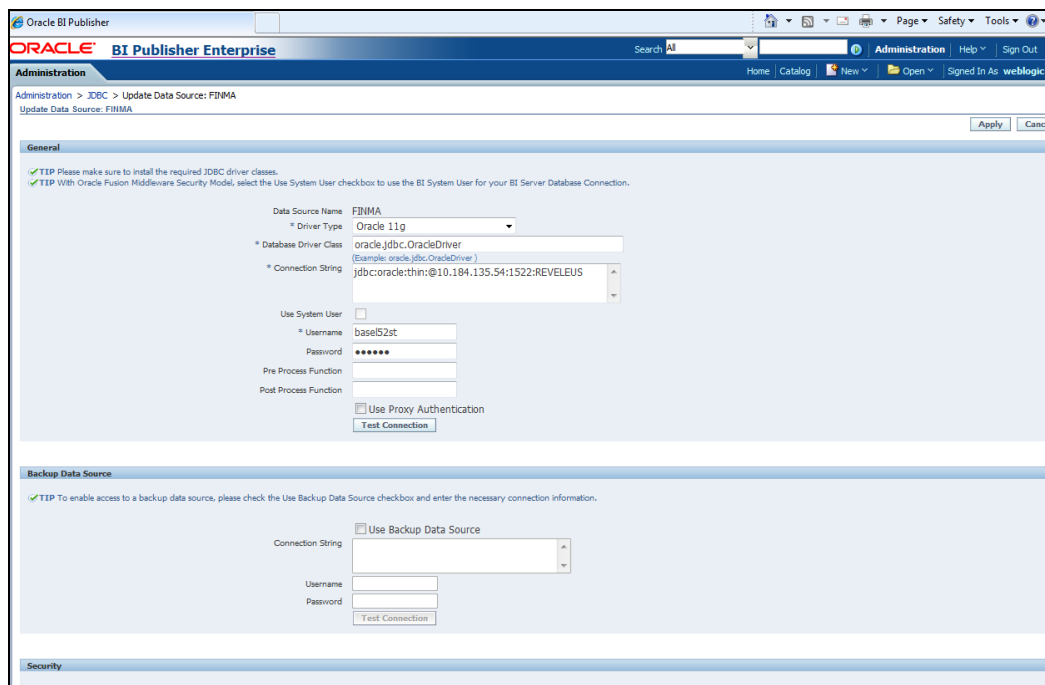 Oracle BI Publisher
Page Safety Tools
ORACLE BI Publisher Enterprise Search All Administration Help Sign Out
Administration Home Catalog New Open Signed In As weblogic
Administration > JDBC > Update Data Source: FINMA
Update Data Source: FINMA
Apply Canc
General
TIP Please make sure to install the required JDBC driver classes.
TIP With Oracle Fusion Middleware Security Model, select the Use System User checkbox to use the BI System User for your BI Server Database Connection.
Data Source Name FINMA
* Driver Type Oracle 11g
* Database Driver Class oracle.jdbc.OracleDriver
(Example: oracle.jdbc.OracleDriver )
* Connection String jdbc:oracle:thin:@10.184.135.54:1522:REVELEUS
Use System User
* Username basel52st
Password ••••••
Pre Process Function
Post Process Function
Use Proxy Authentication
Test Connection
Backup Data Source
TIP To enable access to a backup data source, please check the Use Backup Data Source checkbox and enter the necessary connection information.
Use Backup Data Source
Connection String
Username
Password
Test Connection
Security